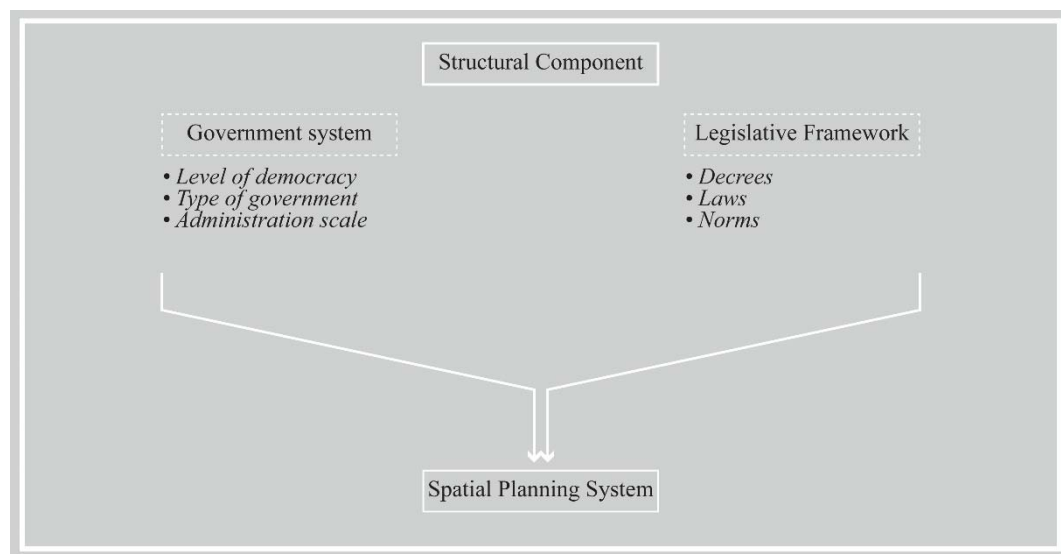 Structural Component
Government system
• Level of democracy
• Type of government
• Administration scale
Legislative Framework
• Decrees
• Laws
• Norms
Spatial Planning System